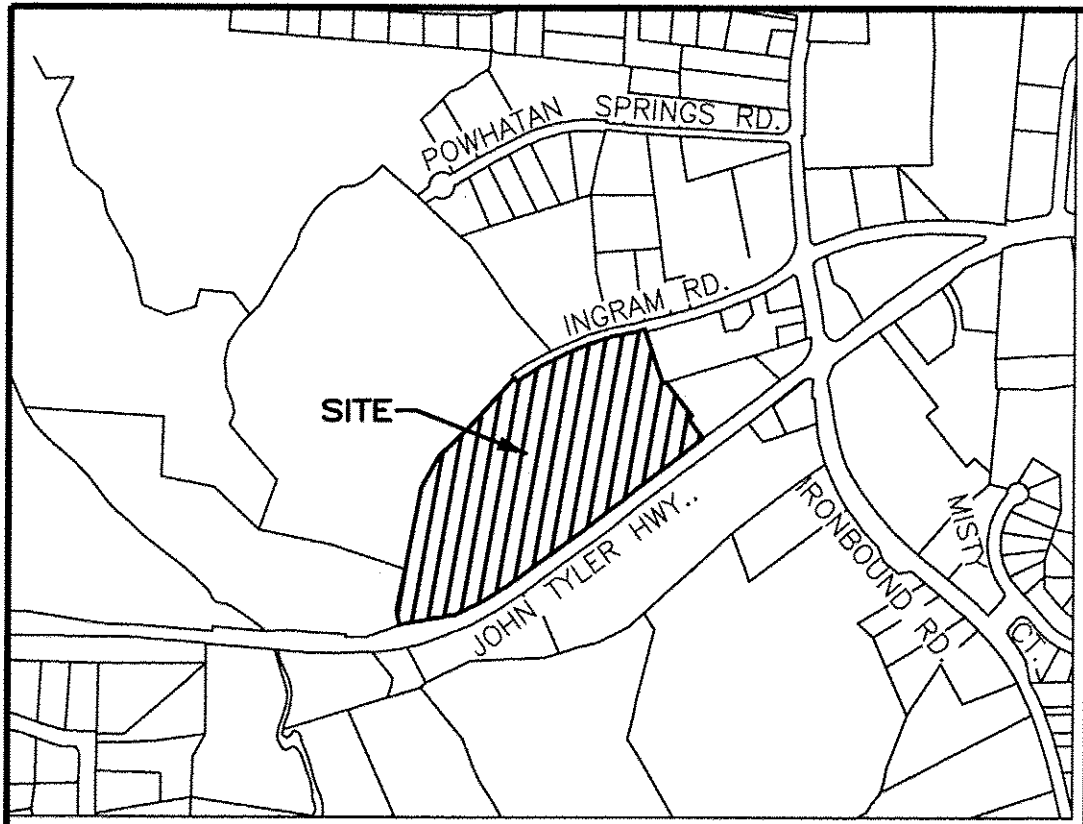 POWHATAN SPRINGS RD.
INGRAM RD.
SITE
JOHN TYLER HWY..
IRONBOUND RD.
MISTY CT.